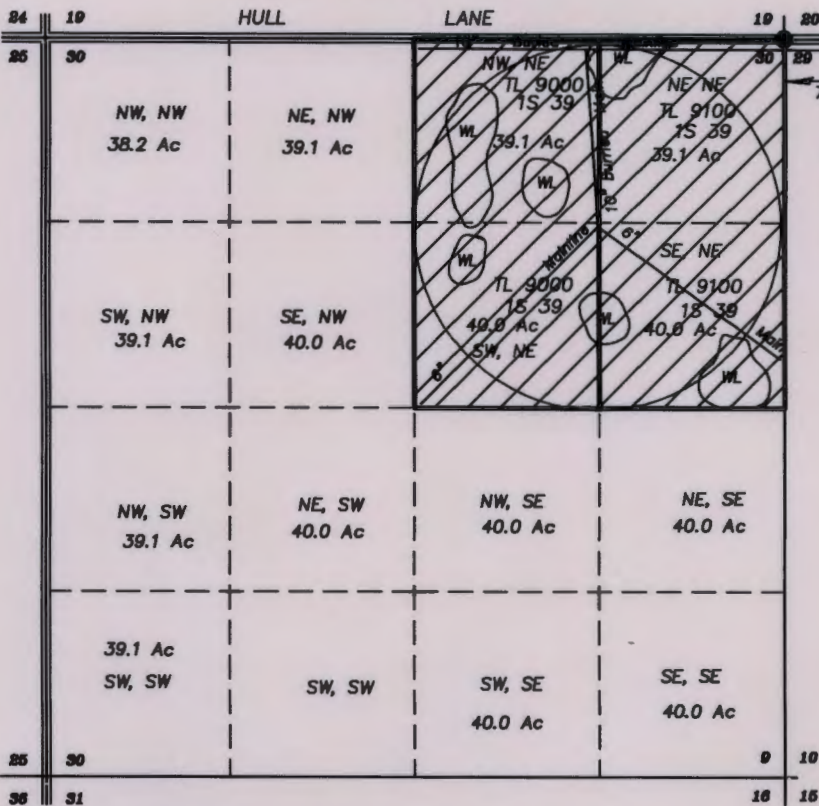 24 19 HULL LANE 19 20
25 30 30 29
NW, NW
38.2 Ac
NE, NW
39.1 Ac
NW, NE
TL 9000
1S 39
39.1 Ac
WL
WL
WL
WL
10" Buried
NE NE
TL 9100
1S 39
39.1 Ac
SW, NW
39.1 Ac
SE, NW
40.0 Ac
Mainline
6"
TL 9000
1S 39
40.0 Ac
SW, NE
6"
WL
SE, NE
TL 9100
1S 39
40.0 Ac
WL
NW, SW
39.1 Ac
NE, SW
40.0 Ac
NW, SE
40.0 Ac
NE, SE
40.0 Ac
39.1 Ac
SW, SW
SW, SW
SW, SE
40.0 Ac
SE, SE
40.0 Ac
25 30 9 10
36 31 16 15